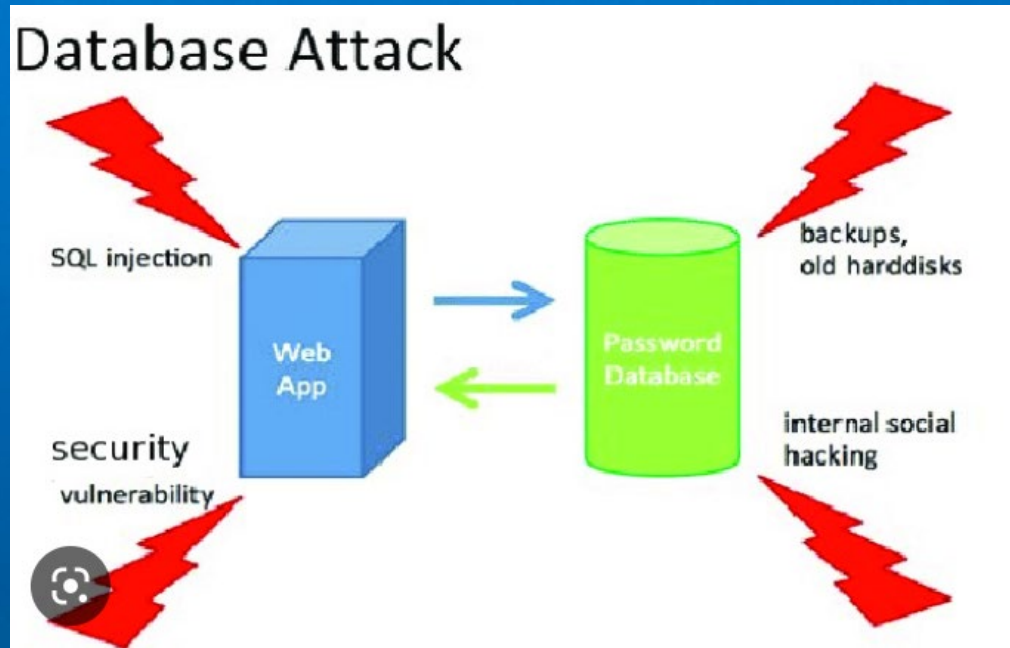 Database Attack
SQL injection
backups,
old harddisks
Web
App
Password
Database
security
vulnerability
internal social
hacking